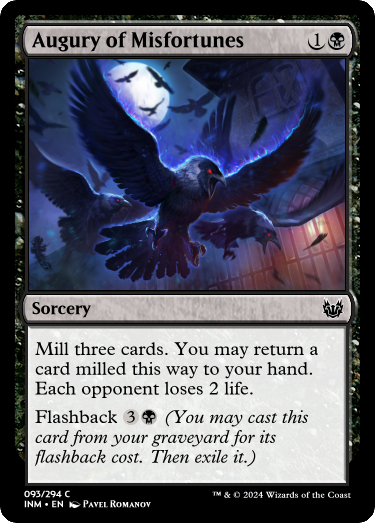 Augury of Misfortunes 1
Sorcery
Mill three cards. You may return a
card milled this way to your hand.
Each opponent loses 2 life.
Flashback 3 (You may cast this
card from your graveyard for its
flashback cost. Then exile it.)
093/294 C
INM • EN Pavel Romanov
™ & © 2024 Wizards of the Coast